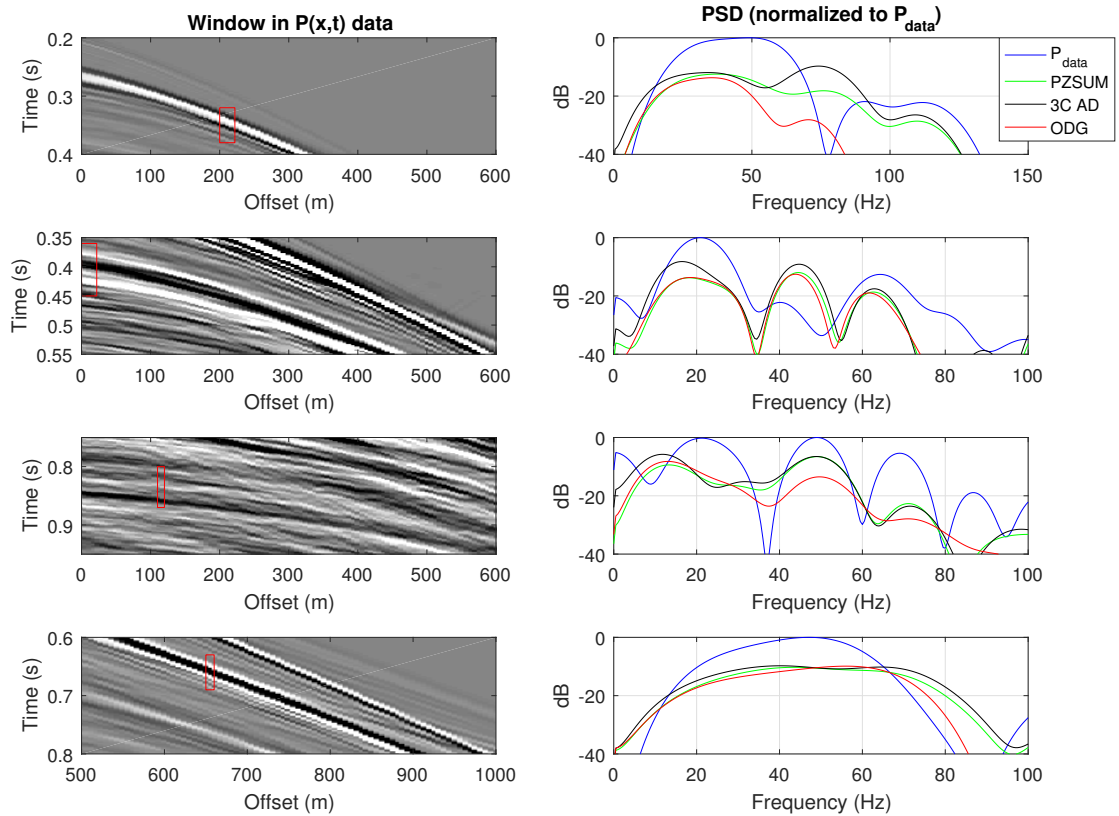 Window in P(x,t) data
0.2
0.3
0.4
Time (s)
0 100 200 300 400 500 600
Offset (m)
PSD (normalized to P_data)
0
-20
-40
dB
0 50 100 150
Frequency (Hz)
P_data
PZSUM
3C AD
ODG
0.35
0.4
0.45
0.5
0.55
Time (s)
0 100 200 300 400 500 600
Offset (m)
0
-20
-40
dB
0 20 40 60 80 100
Frequency (Hz)
0.8
0.9
Time (s)
0 100 200 300 400 500 600
Offset (m)
0
-20
-40
dB
0 20 40 60 80 100
Frequency (Hz)
0.6
0.7
0.8
Time (s)
500 600 700 800 900 1000
Offset (m)
0
-20
-40
dB
0 20 40 60 80 100
Frequency (Hz)